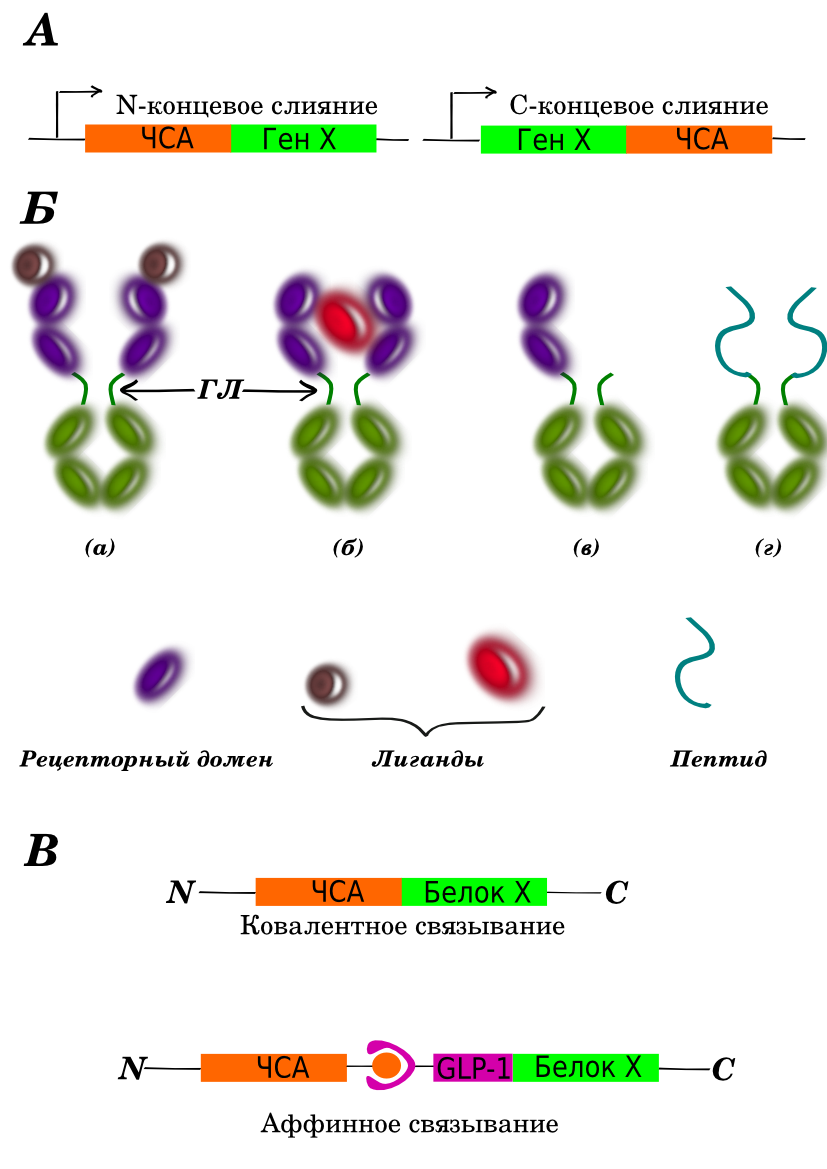 А
N-концевое слияние
С-концевое слияние
ЧСА Ген X
Ген X ЧСА
Б
ГЛ
(а) (б) (в) (г)
Рецепторный домен
Лиганды
Пептид
В
N ЧСА Белок X C
Ковалентное связывание
N ЧСА GLP-1 Белок X C
Аффинное связывание